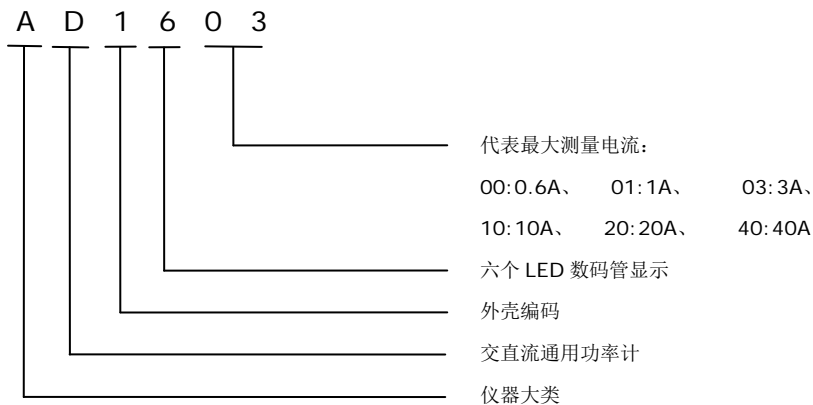 A D 1 6 0 3
代表最大测量电流：
00:0.6A、 01:1A、 03:3A、
10:10A、 20:20A、 40:40A
六个 LED 数码管显示
外壳编码
交直流通用功率计
仪器大类